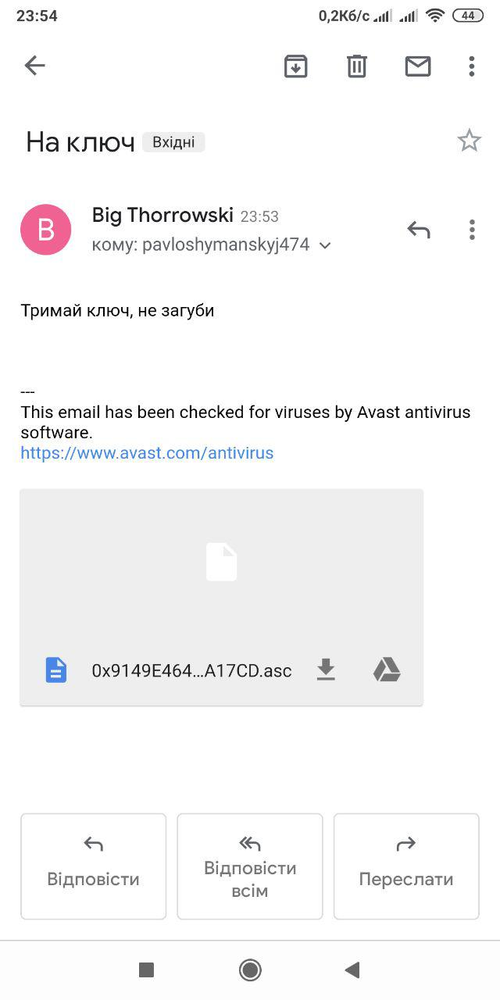 23:54
0,2Кб/с
44
На ключ Вхідні
B
Big Thorrowski 23:53
кому: pavloshymanskyj474
Тримай ключ, не загуби
---
This email has been checked for viruses by Avast antivirus
software.
https://www.avast.com/antivirus
0x9149E464...A17CD.asc
Відповісти
Відповісти
всім
Переслати